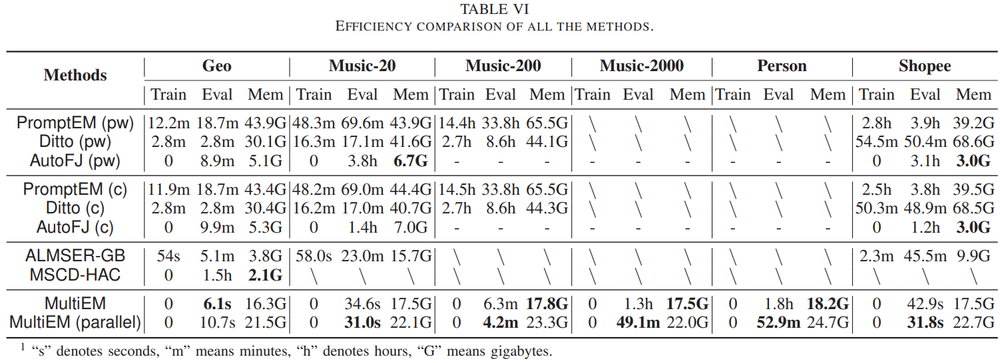 TABLE VI
EFFICIENCY COMPARISON OF ALL THE METHODS.
Methods Geo Music-20 Music-200 Music-2000 Person Shopee
Train Eval Mem Train Eval Mem Train Eval Mem Train Eval Mem Train Eval Mem Train Eval Mem
PromptEM (pw) 12.2m 18.7m 43.9G 48.3m 69.6m 43.9G 14.4h 33.8h 65.5G \ \ \ \ \ \ 2.8h 3.9h 39.2G
Ditto (pw) 2.8m 2.8m 30.1G 16.3m 17.1m 41.6G 2.7h 8.6h 44.1G \ \ \ \ \ \ 54.5m 50.4m 68.6G
AutoFJ (pw) 0 8.9m 5.1G 0 3.8h 6.7G - - - - - - - - - 0 3.1h 3.0G
PromptEM (c) 11.9m 18.7m 43.4G 48.2m 69.0m 44.4G 14.5h 33.8h 65.5G \ \ \ \ \ \ 2.5h 3.8h 39.5G
Ditto (c) 2.8m 2.8m 30.4G 16.2m 17.0m 40.7G 2.7h 8.6h 44.3G \ \ \ \ \ \ 50.3m 48.9m 68.5G
AutoFJ (c) 0 9.9m 5.3G 0 1.4h 7.0G - - - - - - - - - 0 1.2h 3.0G
ALMSER-GB 54s 5.1m 3.8G 58.0s 23.0m 15.7G \ \ \ \ \ \ \ \ \ 2.3m 45.5m 9.9G
MSCD-HAC 0 1.5h 2.1G \ \ \ \ \ \ \ \ \ \ \ \ \ \ \
MultiEM 0 6.1s 16.3G 0 34.6s 17.5G 0 6.3m 17.8G 0 1.3h 17.5G 0 1.8h 18.2G 0 42.9s 17.5G
MultiEM (parallel) 0 10.7s 21.5G 0 31.0s 22.1G 0 4.2m 23.3G 0 49.1m 22.0G 0 52.9m 24.7G 0 31.8s 22.7G
1 "s" denotes seconds, "m" means minutes, "h" denotes hours, "G" means gigabytes.